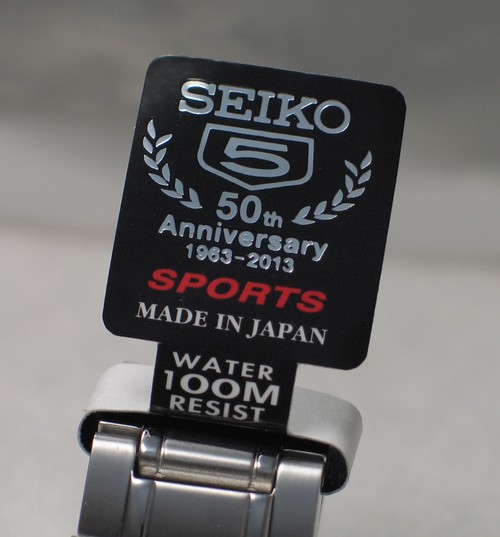 SEIKO
5
50th
Anniversary
1963-2013
SPORTS
MADE IN JAPAN
WATER
100M
RESIST